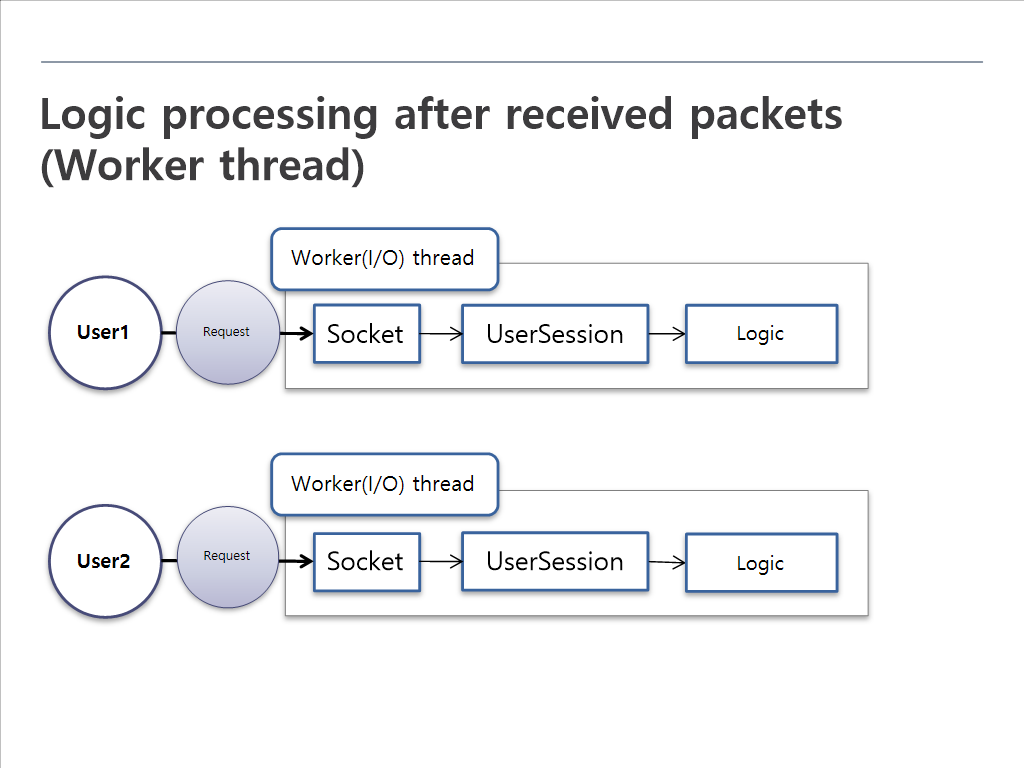 Logic processing after received packets
(Worker thread)
Worker(I/O) thread
User1
Request
Socket
UserSession
Logic
Worker(I/O) thread
User2
Request
Socket
UserSession
Logic